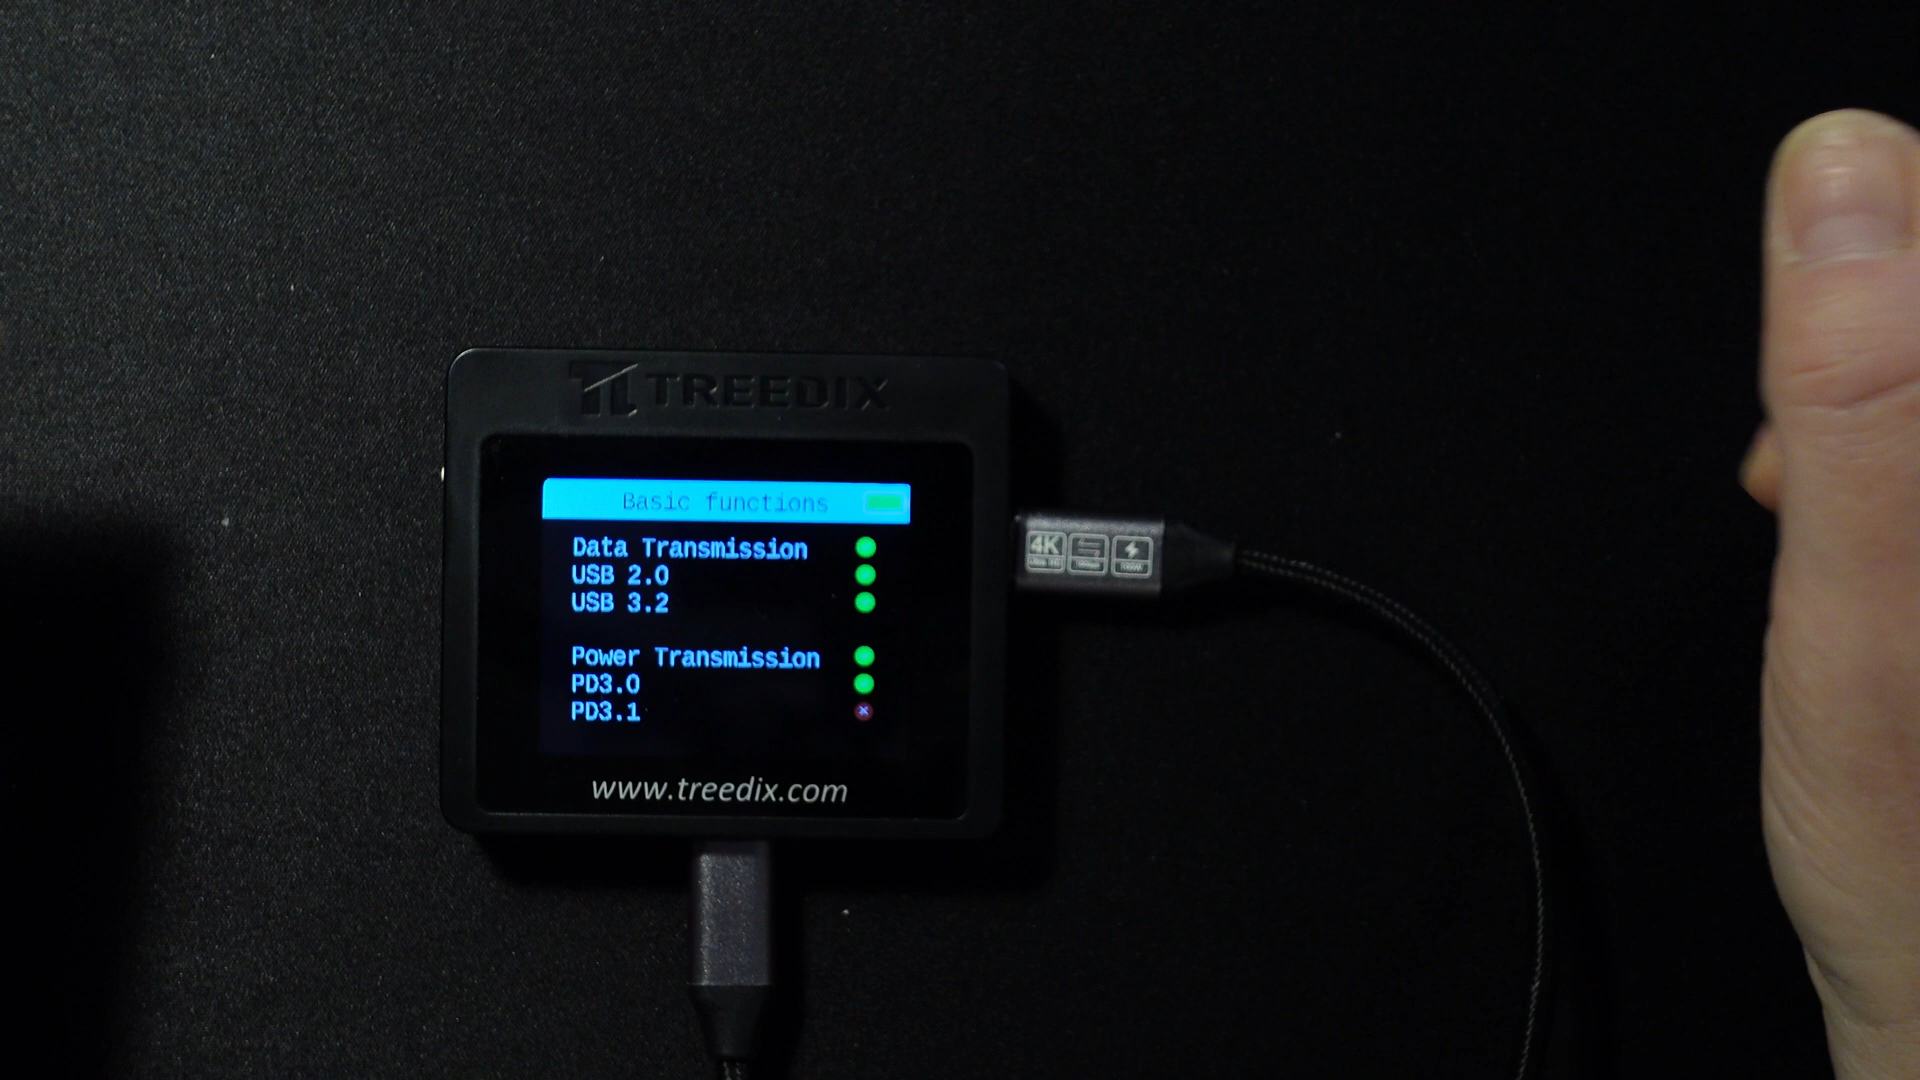 TREEDIX
Basic functions
Data Transmission
USB 2.0
USB 3.2
Power Transmission
PD3.0
PD3.1
www.treedix.com
4K